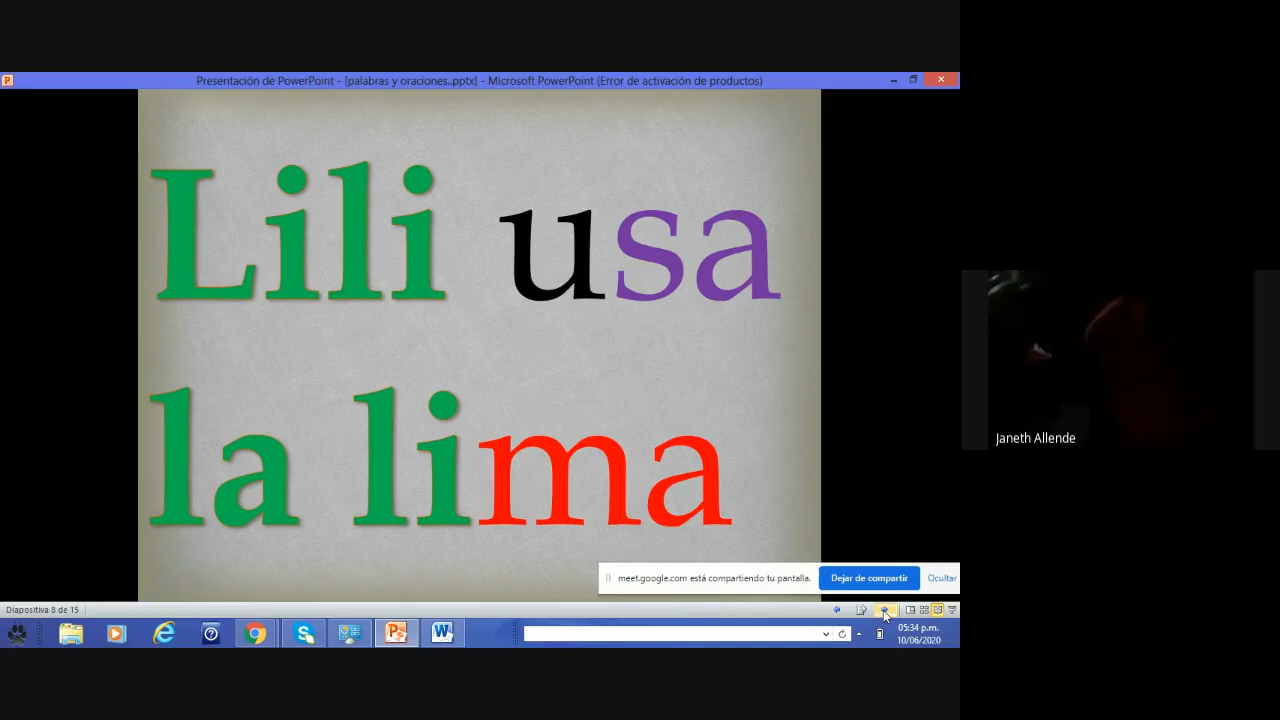 Presentación de PowerPoint - [palabras y oraciones..pptx] - Microsoft PowerPoint (Error de activación de productos)
Lili usa
la lima
Janeth Allende
meet.google.com está compartiendo tu pantalla.
Dejar de compartir
Ocultar
Diapositiva 8 de 15
05:34 p.m.
10/06/2020